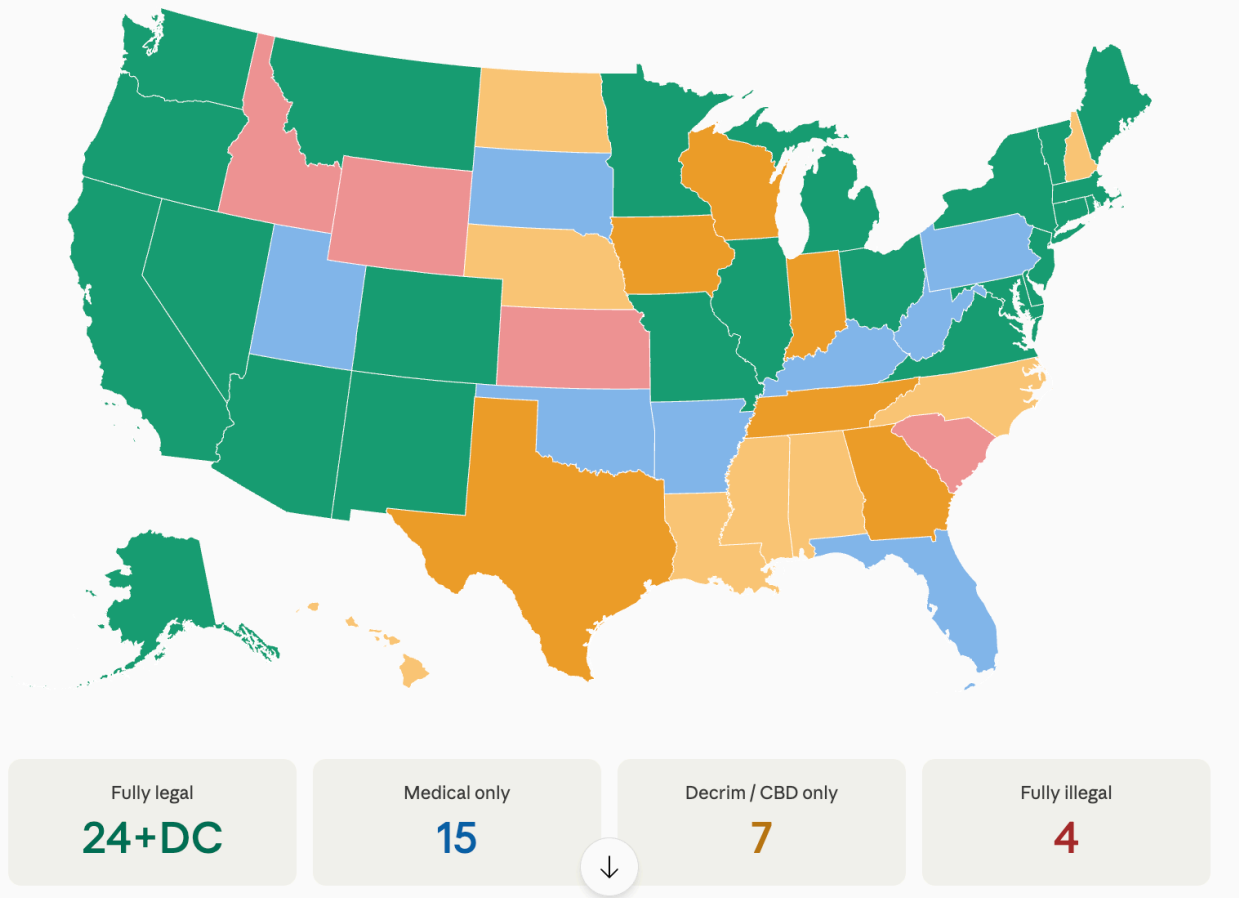 Fully legal
24+DC
Medical only
15
Decrim / CBD only
7
Fully illegal
4